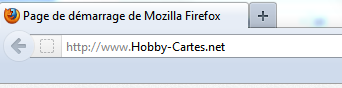 Page de démarrage de Mozilla Firefox
http://www.Hobby-Cartes.net